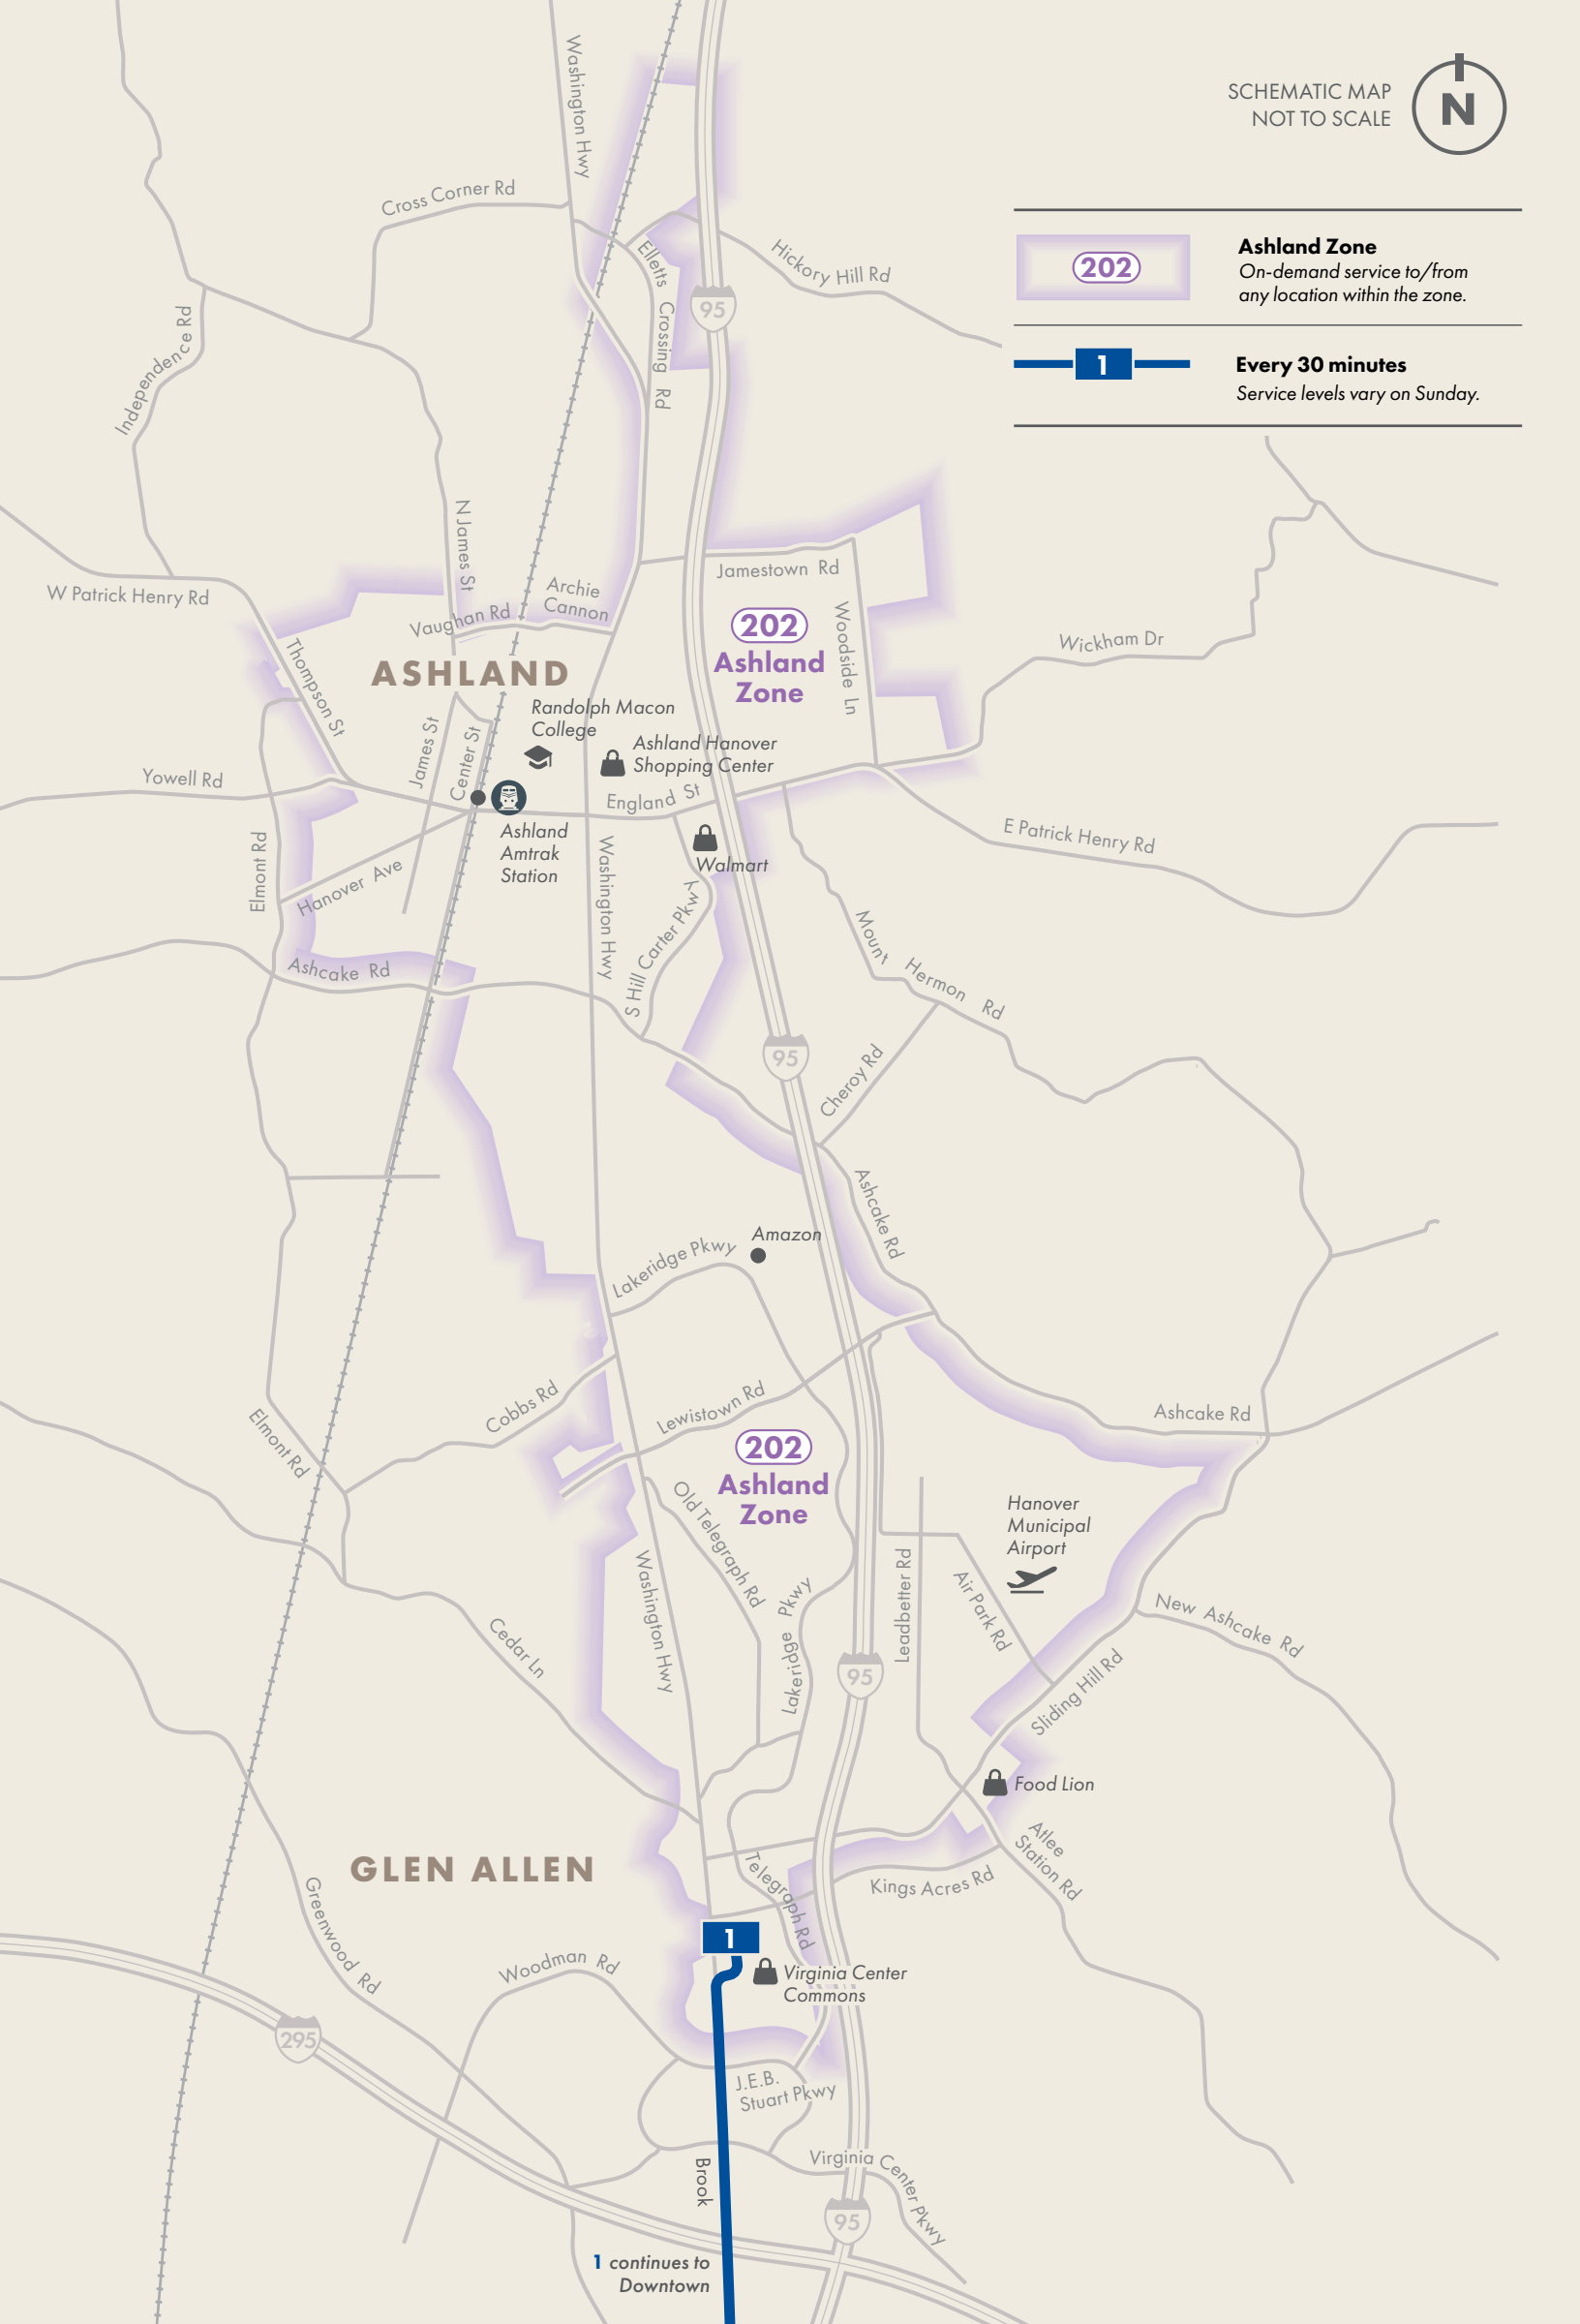 SCHEMATIC MAP
NOT TO SCALE
N
202
Ashland Zone
On-demand service to/from
any location within the zone.
1
Every 30 minutes
Service levels vary on Sunday.
Washington Hwy
Cross Corner Rd
Elletts Crossing Rd
Hickory Hill Rd
95
Independence Rd
N James St
W Patrick Henry Rd
Archie
Cannon
Vaughan Rd
Jamestown Rd
202
Ashland
Zone
Woodside Ln
Wickham Dr
ASHLAND
Thompson St
Randolph Macon
College
Ashland Hanover
Shopping Center
James St
Center St
Yowell Rd
England St
Ashland
Amtrak
Station
Walmart
E Patrick Henry Rd
Elmont Rd
Hanover Ave
Washington Hwy
S Hill Carter Pkwy
Mount Hermon Rd
Ashcake Rd
95
Cheroy Rd
Ashcake Rd
Amazon
Lakeridge Pkwy
Cobbs Rd
Lewistown Rd
Ashcake Rd
Elmont Rd
202
Ashland
Zone
Old Telegraph Rd
Hanover
Municipal
Airport
Washington Hwy
Lakeridge Pkwy
Leadbetter Rd
Air Park Rd
New Ashcake Rd
Cedar Ln
95
Sliding Hill Rd
Food Lion
Atlee
Station Rd
GLEN ALLEN
Telegraph Rd
Kings Acres Rd
Greenwood Rd
1
Woodman Rd
Virginia Center
Commons
295
J.E.B.
Stuart Pkwy
Brook
Virginia Center Pkwy
95
1 continues to
Downtown